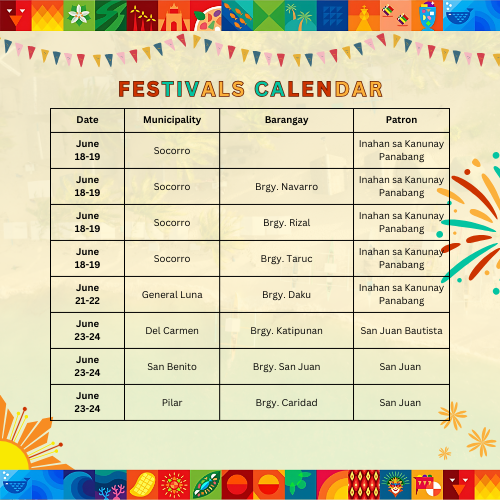 FESTIVALS CALENDAR
Date Municipality Barangay Patron
June 18-19 Socorro Inahan sa Kanunay Panabang
June 18-19 Socorro Brgy. Navarro Inahan sa Kanunay Panabang
June 18-19 Socorro Brgy. Rizal Inahan sa Kanunay Panabang
June 18-19 Socorro Brgy. Taruc Inahan sa Kanunay Panabang
June 21-22 General Luna Brgy. Daku Inahan sa Kanunay Panabang
June 23-24 Del Carmen Brgy. Katipunan San Juan Bautista
June 23-24 San Benito Brgy. San Juan San Juan
June 23-24 Pilar Brgy. Caridad San Juan